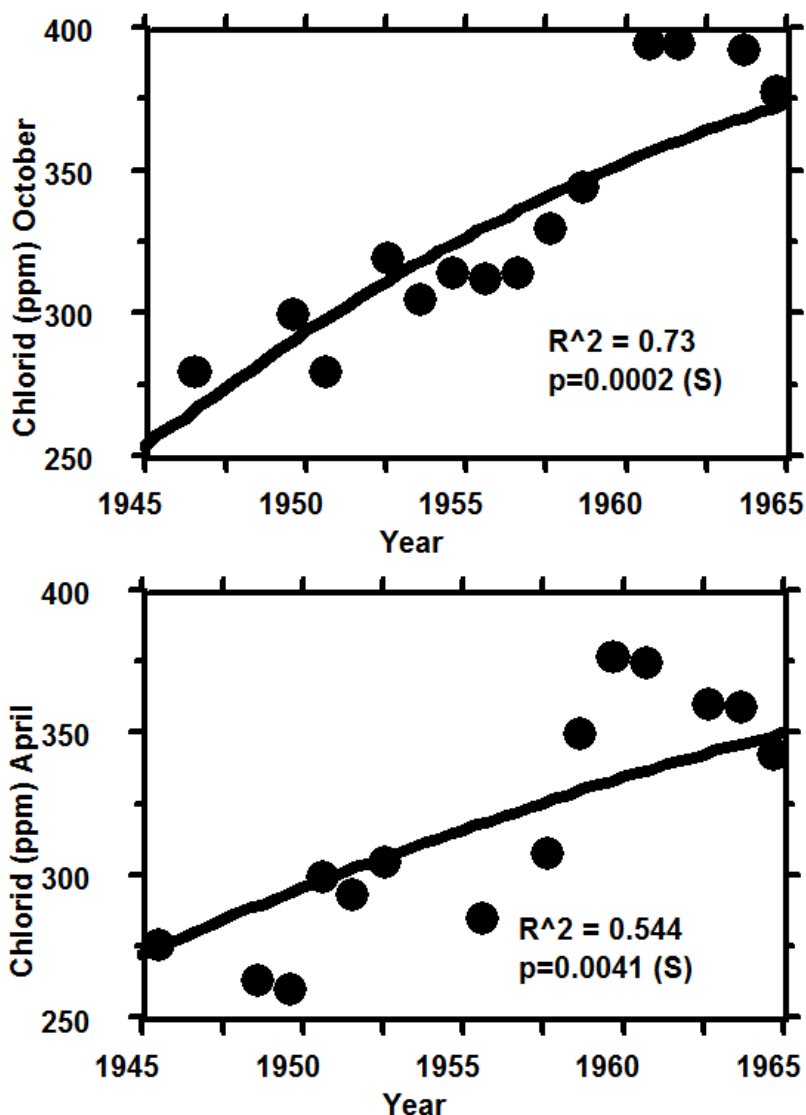 400
350
300
250
Chlorid (ppm) October
R^2 = 0.73
p=0.0002 (S)
1945 1950 1955 1960 1965
Year
400
350
300
250
Chlorid (ppm) April
R^2 = 0.544
p=0.0041 (S)
1945 1950 1955 1960 1965
Year